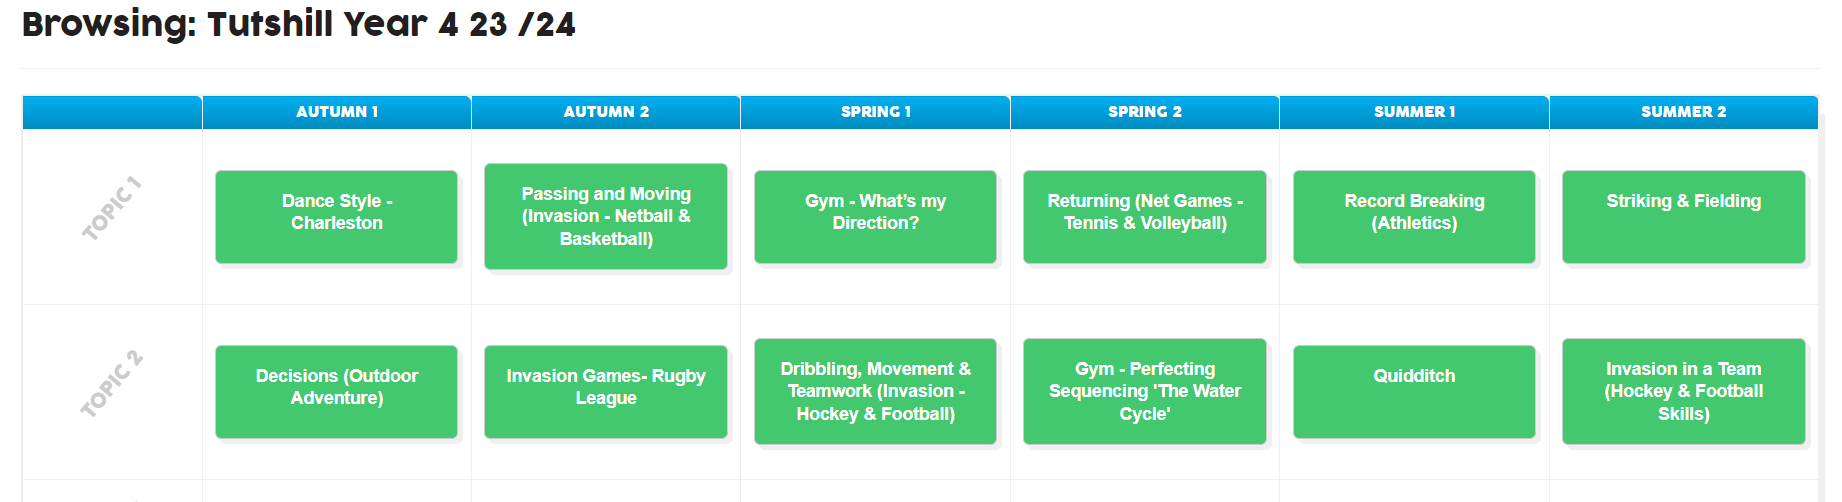 Browsing: Tutshill Year 4 23 /24
AUTUMN 1
AUTUMN 2
SPRING 1
SPRING 2
SUMMER 1
SUMMER 2
TOPIC 1
Dance Style -
Charleston
Passing and Moving
(Invasion - Netball &
Basketball)
Gym - What’s my
Direction?
Returning (Net Games -
Tennis & Volleyball)
Record Breaking
(Athletics)
Striking & Fielding
TOPIC 2
Decisions (Outdoor
Adventure)
Invasion Games- Rugby
League
Dribbling, Movement &
Teamwork (Invasion -
Hockey & Football)
Gym - Perfecting
Sequencing 'The Water
Cycle'
Quidditch
Invasion in a Team
(Hockey & Football
Skills)